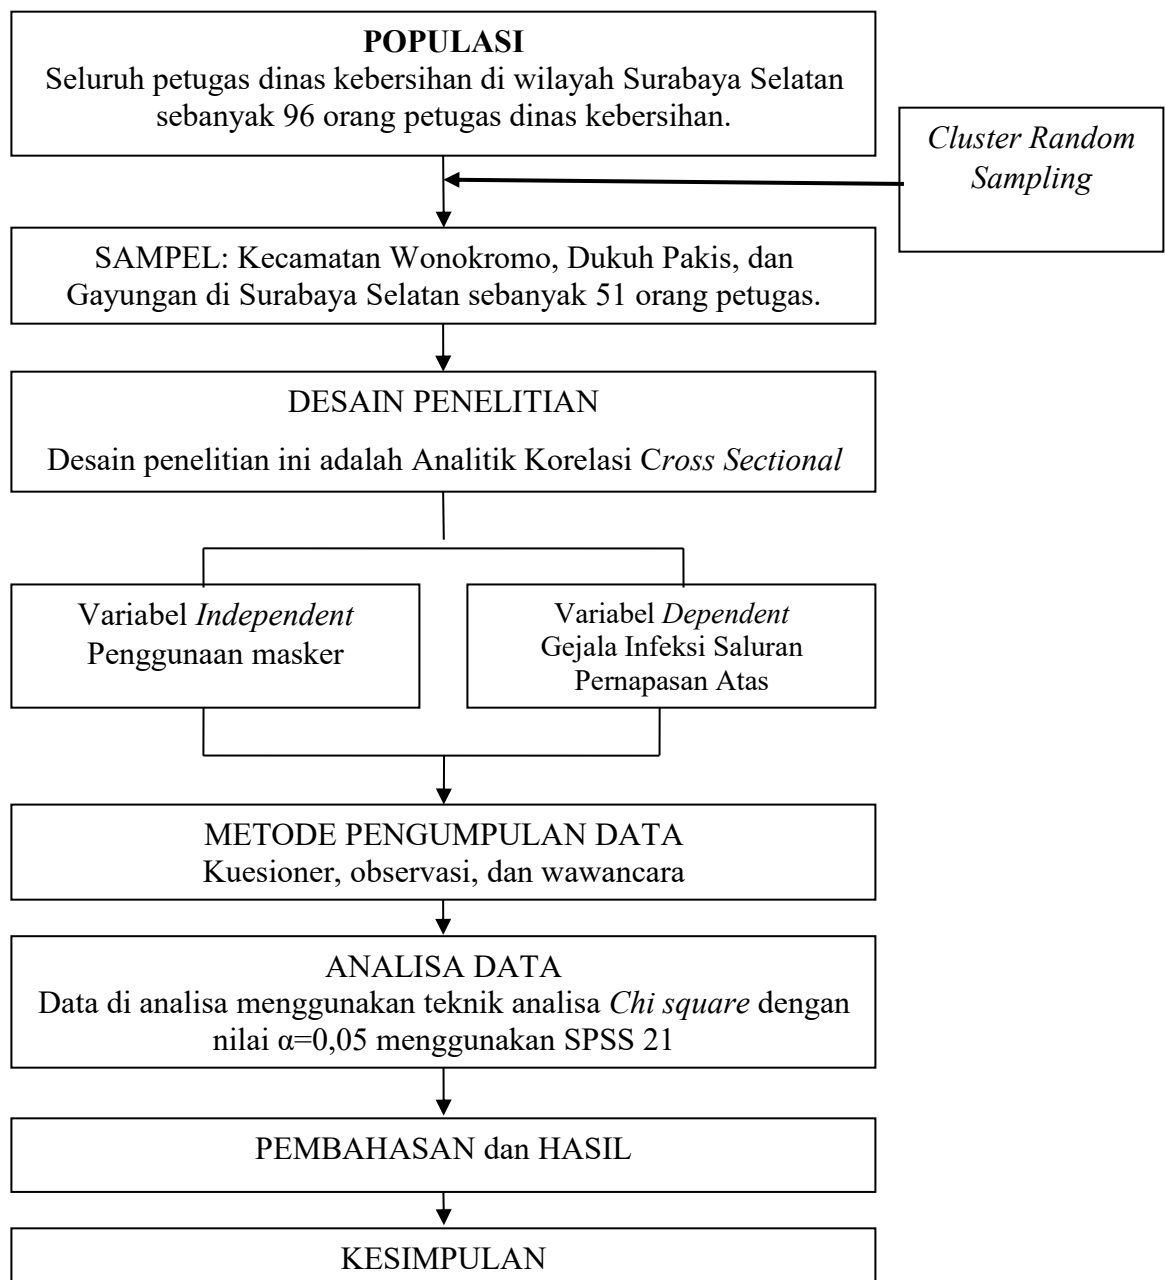 POPULASI
Seluruh petugas dinas kebersihan di wilayah Surabaya Selatan
sebanyak 96 orang petugas dinas kebersihan.
Cluster Random
Sampling
SAMPEL: Kecamatan Wonokromo, Dukuh Pakis, dan
Gayungan di Surabaya Selatan sebanyak 51 orang petugas.
DESAIN PENELITIAN
Desain penelitian ini adalah Analitik Korelasi Cross Sectional
Variabel Independent
Penggunaan masker
Variabel Dependent
Gejala Infeksi Saluran
Pernapasan Atas
METODE PENGUMPULAN DATA
Kuesioner, observasi, dan wawancara
ANALISA DATA
Data di analisa menggunakan teknik analisa Chi square dengan
nilai α=0,05 menggunakan SPSS 21
PEMBAHASAN dan HASIL
KESIMPULAN